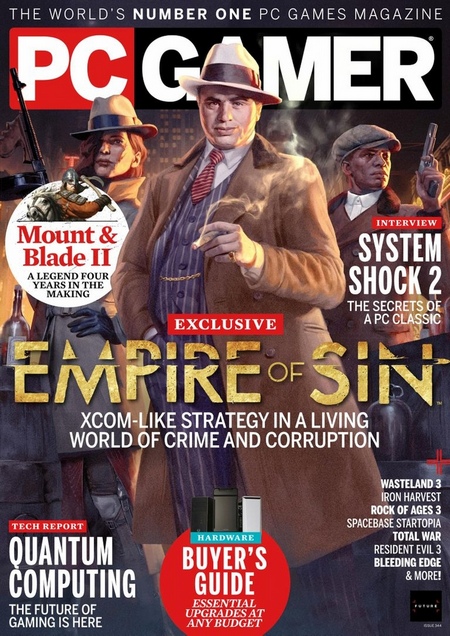 THE WORLD'S NUMBER ONE PC GAMES MAGAZINE
PC GAMER
Mount &
Blade II
A LEGEND FOUR
YEARS IN THE
MAKING
INTERVIEW
SYSTEM
SHOCK 2
THE SECRETS OF
A PC CLASSIC
EXCLUSIVE
EMPIRE OF SIN
XCOM-LIKE STRATEGY IN A LIVING
WORLD OF CRIME AND CORRUPTION
WASTELAND 3
IRON HARVEST
ROCK OF AGES 3
SPACEBASE STARTOPIA
TOTAL WAR
RESIDENT EVIL 3
BLEEDING EDGE
& MORE!
TECH REPORT
QUANTUM
COMPUTING
THE FUTURE OF
GAMING IS HERE
HARDWARE
BUYER'S
GUIDE
ESSENTIAL
UPGRADES AT
ANY BUDGET
FUTURE
ISSUE 344